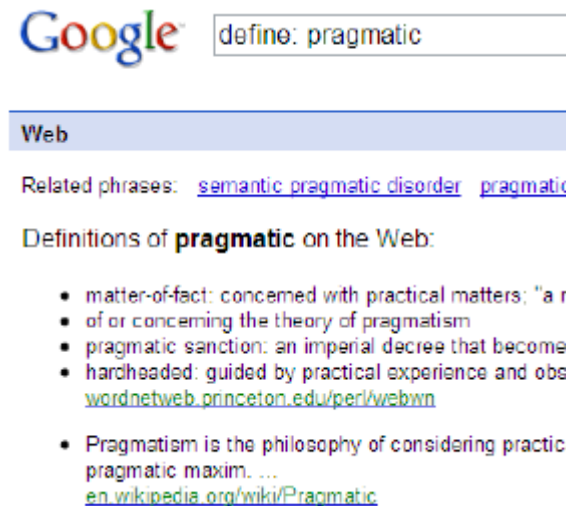 Google define: pragmatic
Web
Related phrases: semantic pragmatic disorder
Definitions of pragmatic on the Web:
• matter-of-fact: concerned with practical matters; "a
• of or concerning the theory of pragmatism
• pragmatic sanction: an imperial decree that become
• hardheaded: guided by practical experience and obs
wordnetweb.princeton.edu/perl/webwn
• Pragmatism is the philosophy of considering practic
pragmatic maxim. ...
en.wikipedia.org/wiki/Pragmatic